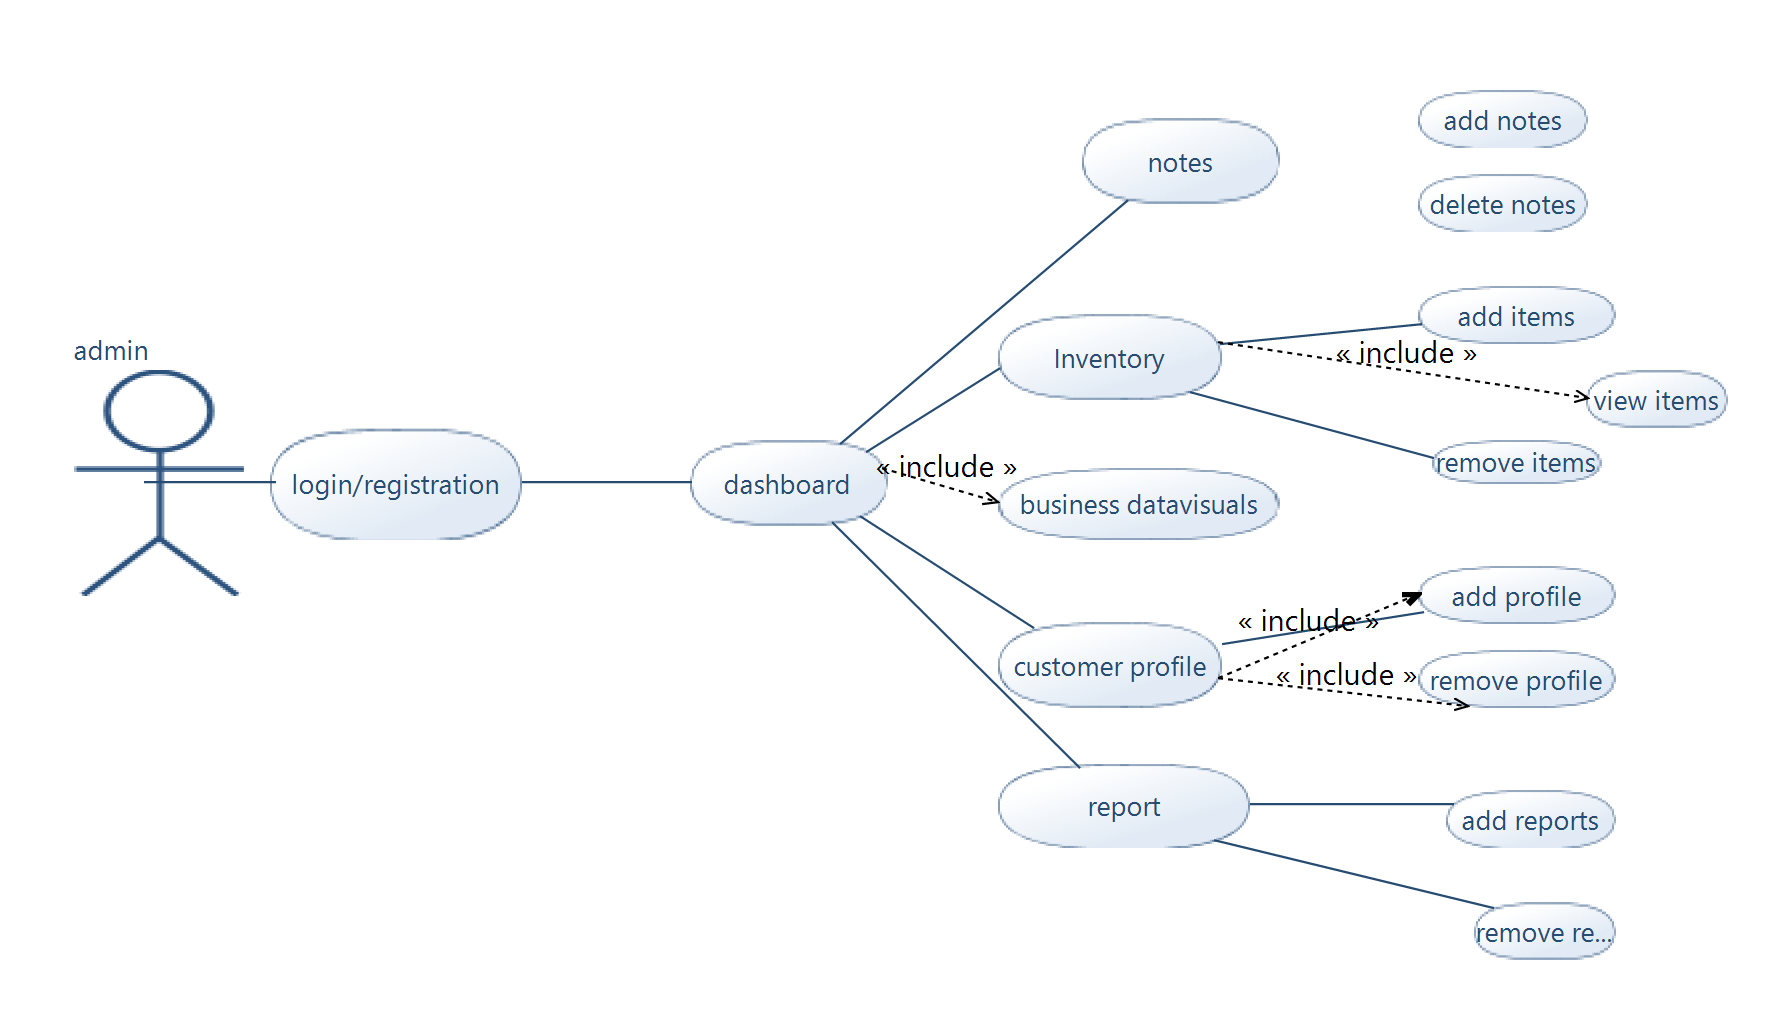 admin
login/registration
dashboard
notes
add notes
delete notes
Inventory
add items
« include »
view items
remove items
« include »
business datavisuals
customer profile
« include »
add profile
« include »
remove profile
report
add reports
remove re...